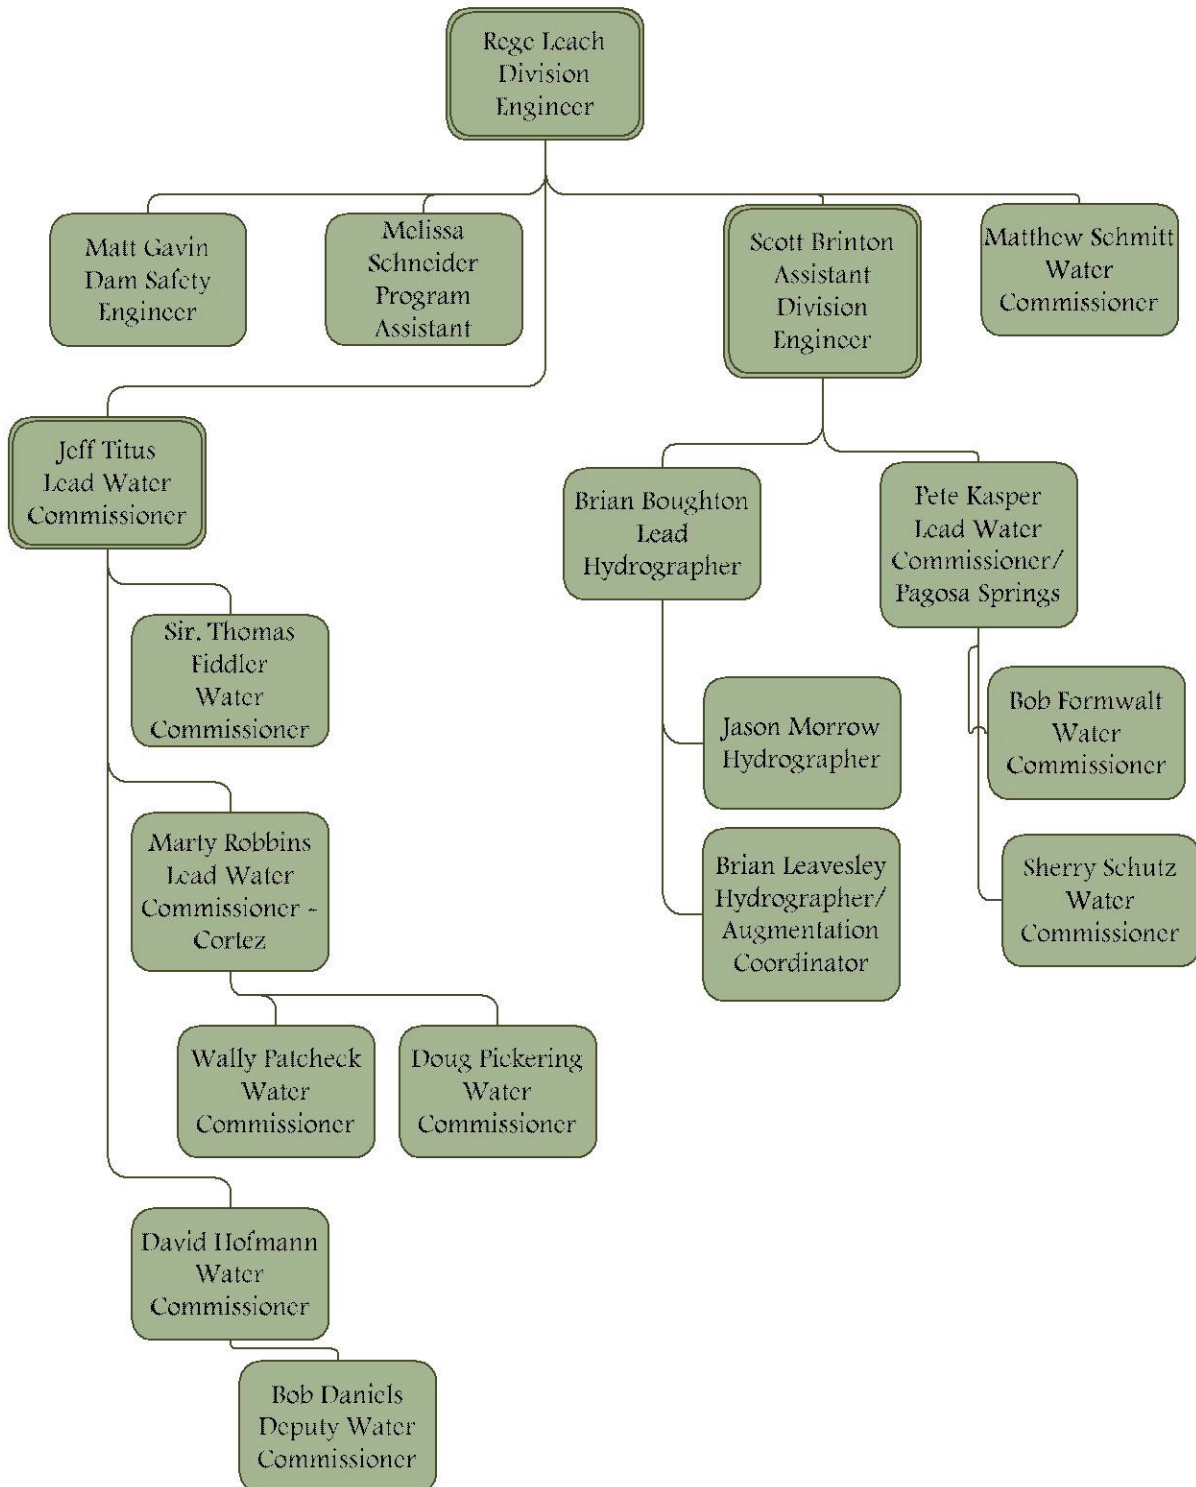 Rege Leach
Division
Engineer
Matt Gavin
Dam Safety
Engineer
Melissa
Schneider
Program
Assistant
Scott Brinton
Assistant
Division
Engineer
Matthew Schmitt
Water
Commissioner
Jeff Titus
Lead Water
Commissioner
Brian Boughton
Lead
Hydrographer
Pete Kasper
Lead Water
Commissioner/
Pagosa Springs
Sir. Thomas
Fiddler
Water
Commissioner
Jason Morrow
Hydrographer
Bob Formwalt
Water
Commissioner
Marty Robbins
Lead Water
Commissioner -
Cortez
Brian Leavesley
Hydrographer/
Augmentation
Coordinator
Sherry Schutz
Water
Commissioner
Wally Patcheck
Water
Commissioner
Doug Pickering
Water
Commissioner
David Hofmann
Water
Commissioner
Bob Daniels
Deputy Water
Commissioner